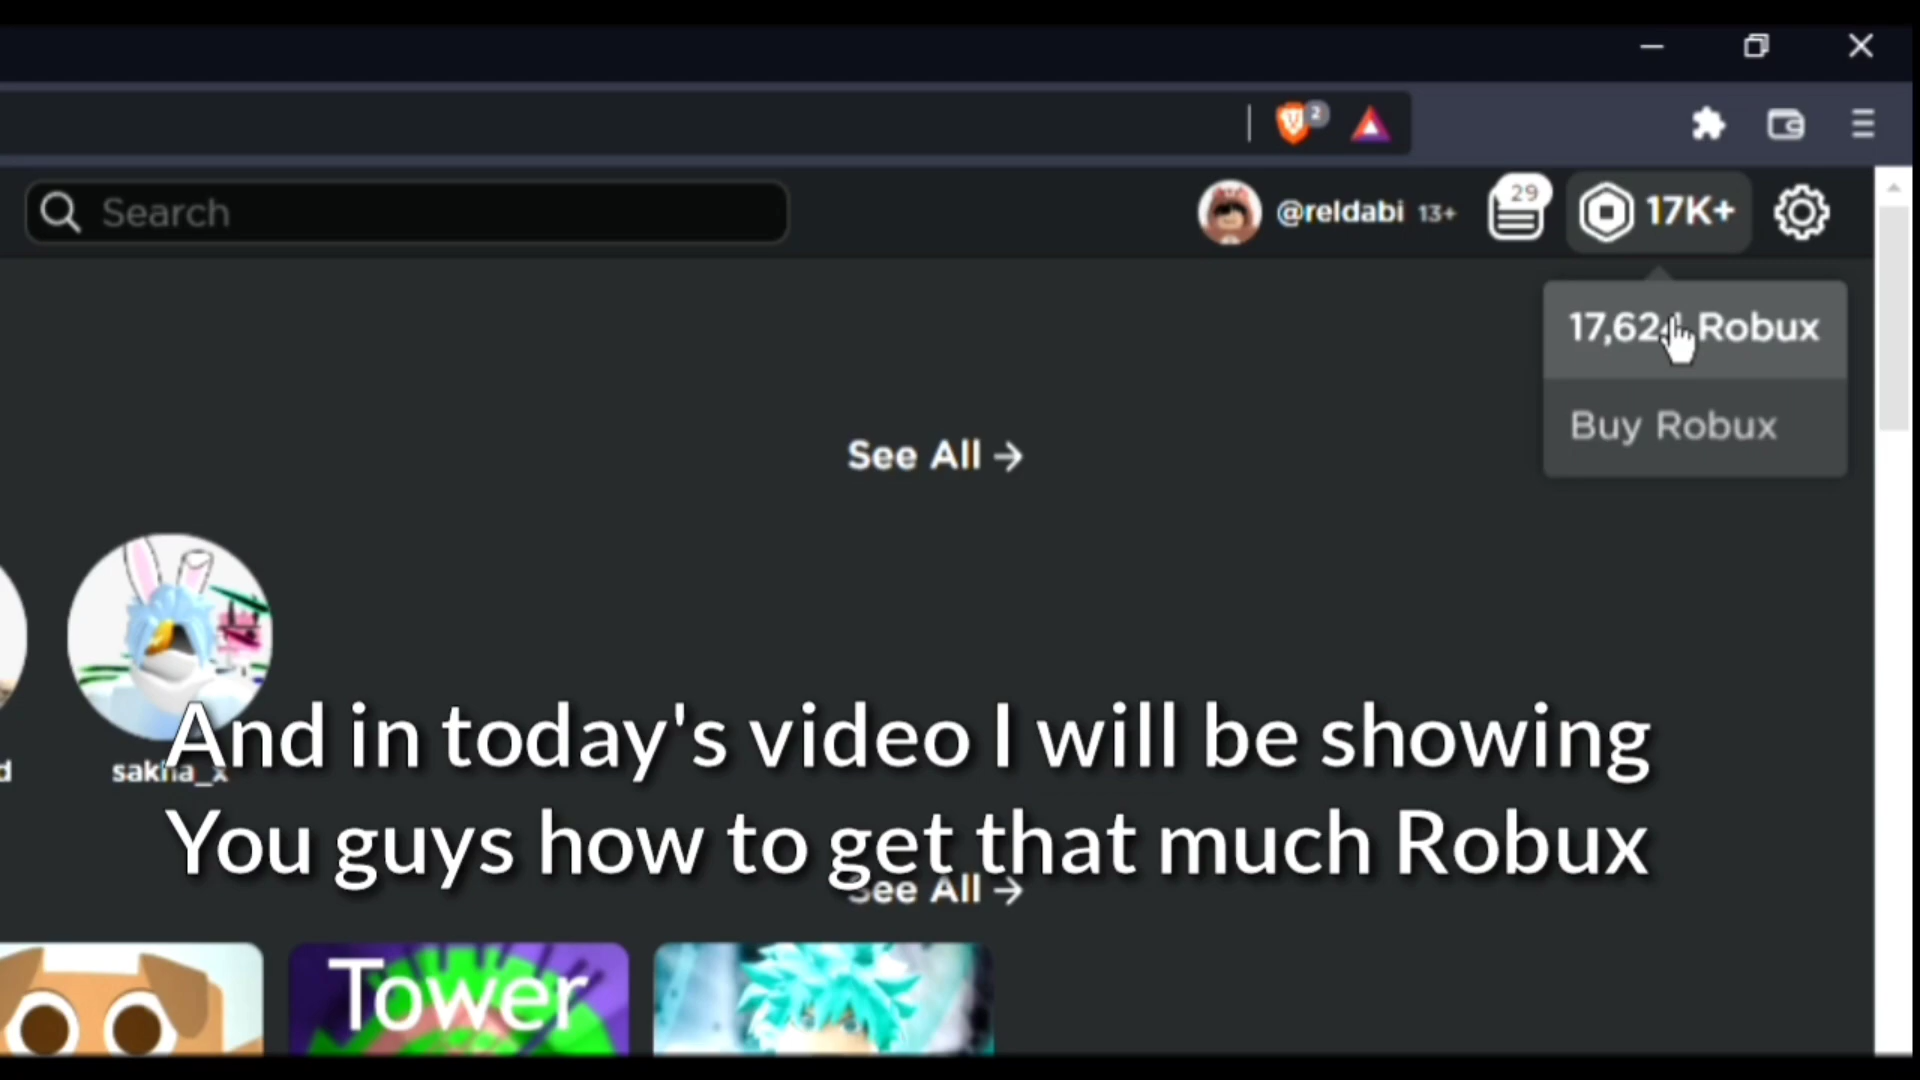 2
Search
@reldabi 13+
29
17K+
Robux
Buy Robux
See All →
And in today's video I will be showing
You guys how to get that much Robux
d
See All →
Tower